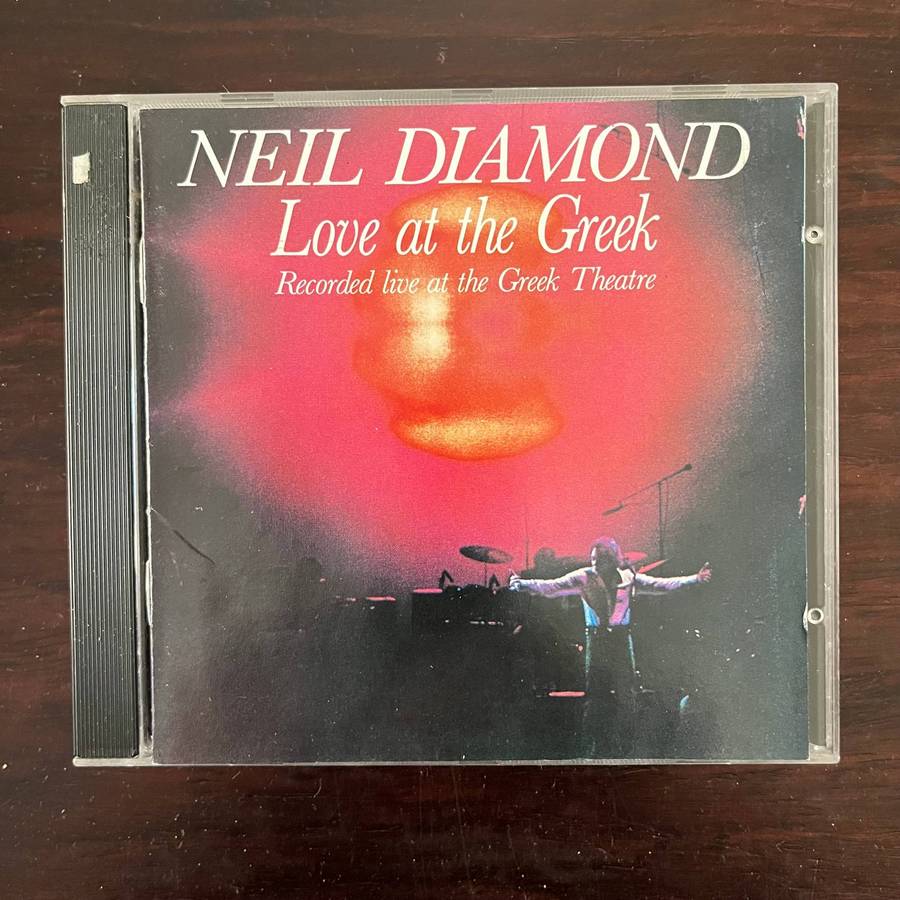 NEIL DIAMOND
Love at the Greek
Recorded live at the Greek Theatre